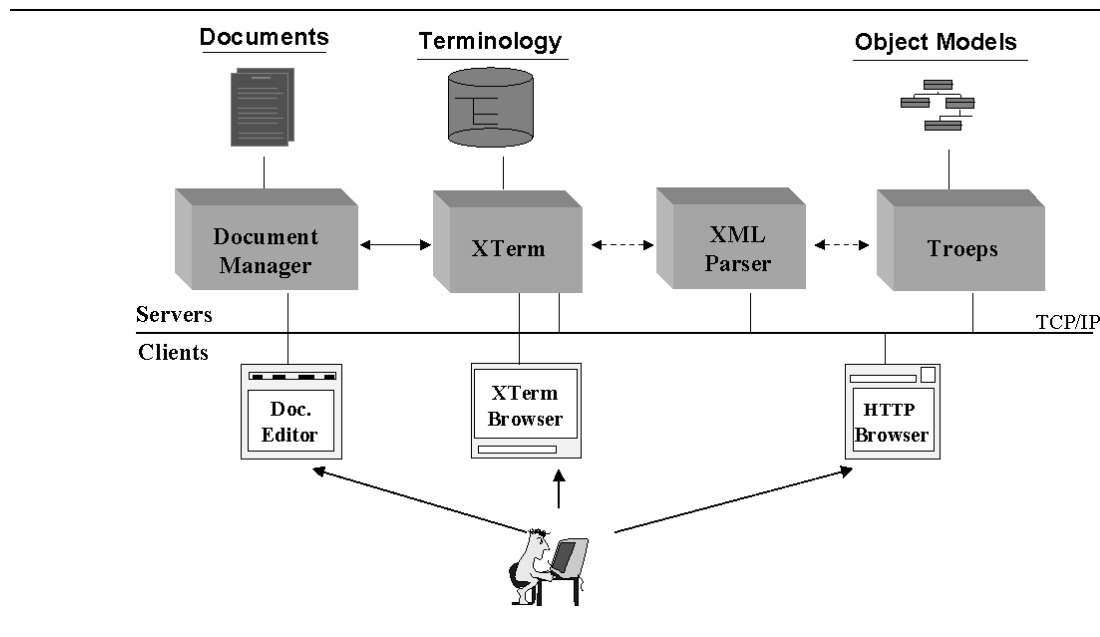 Documents
Terminology
Object Models
Document
Manager
XTerm
XML
Parser
Troeps
Servers
TCP/IP
Clients
Doc.
Editor
XTerm
Browser
HTTP
Browser